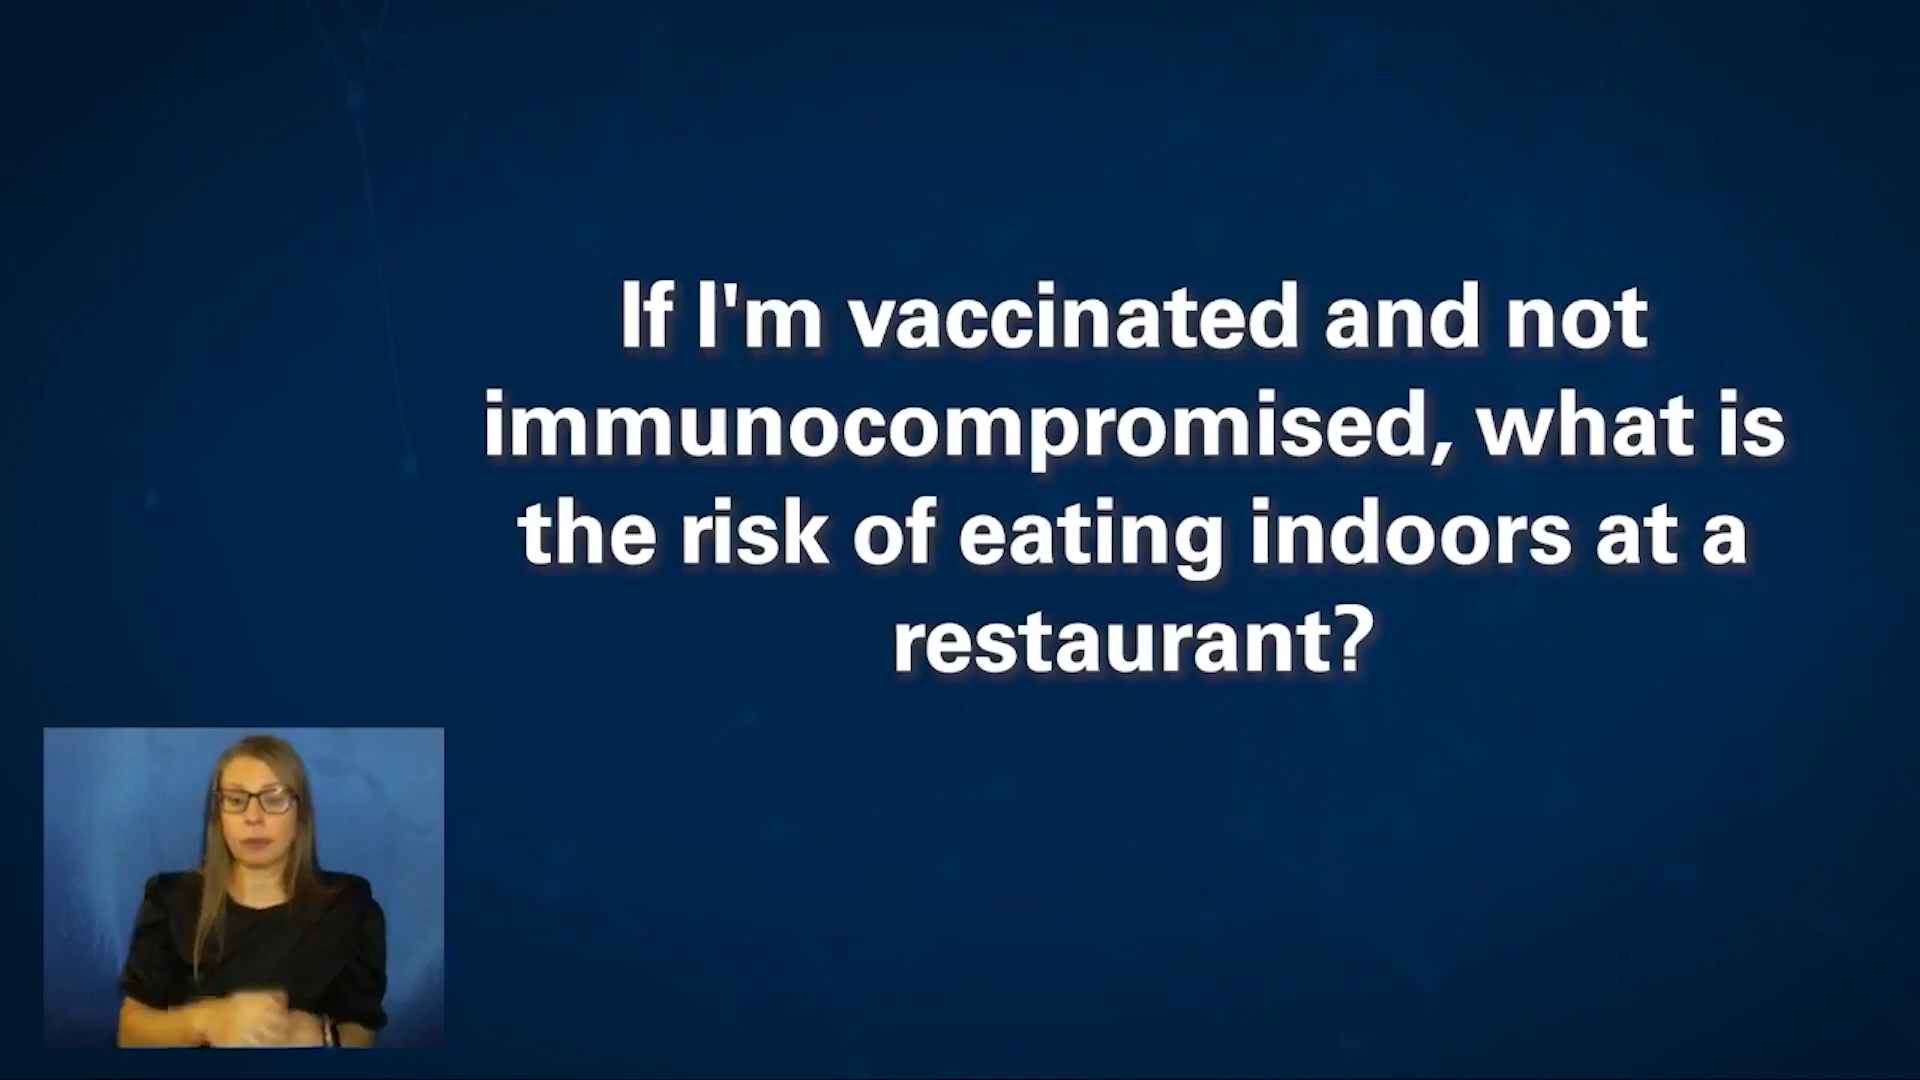 If I'm vaccinated and not
immunocompromised, what is
the risk of eating indoors at a
restaurant?